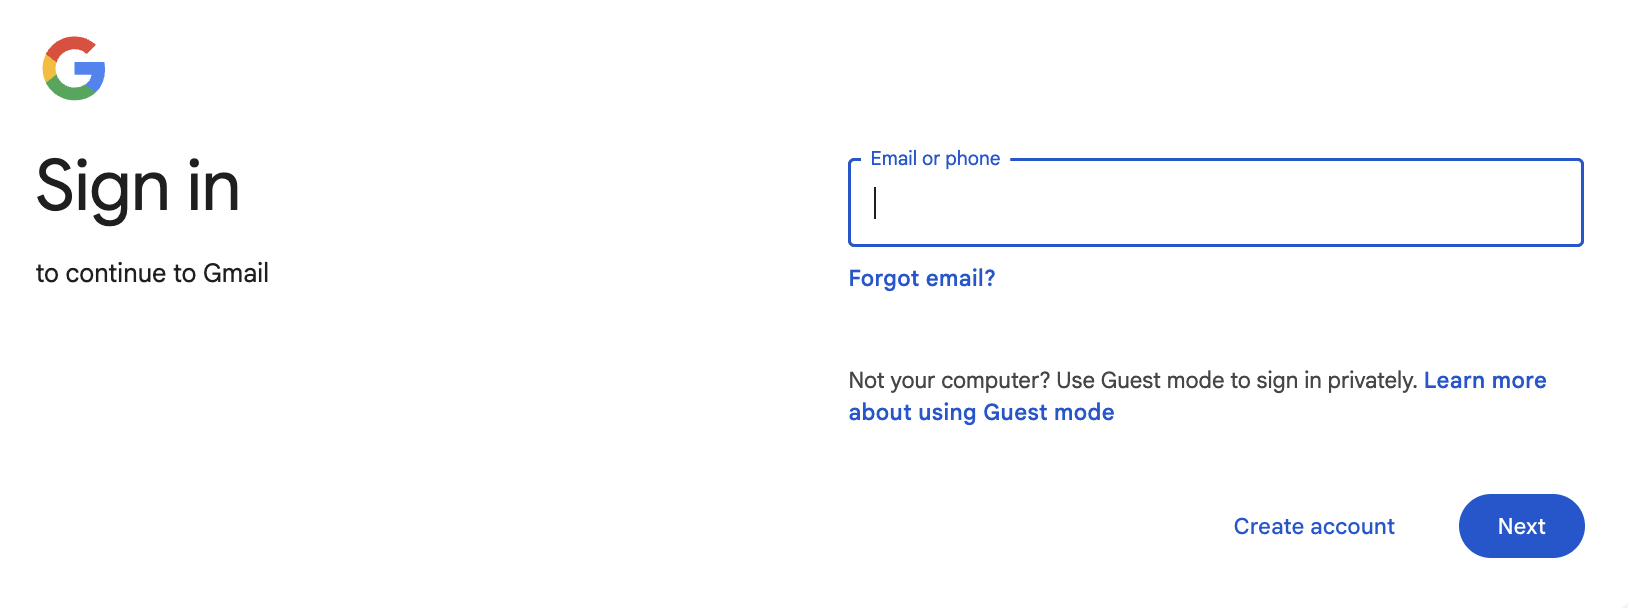 Sign in
to continue to Gmail
Email or phone
Forgot email?
Not your computer? Use Guest mode to sign in privately. Learn more
about using Guest mode
Create account
Next